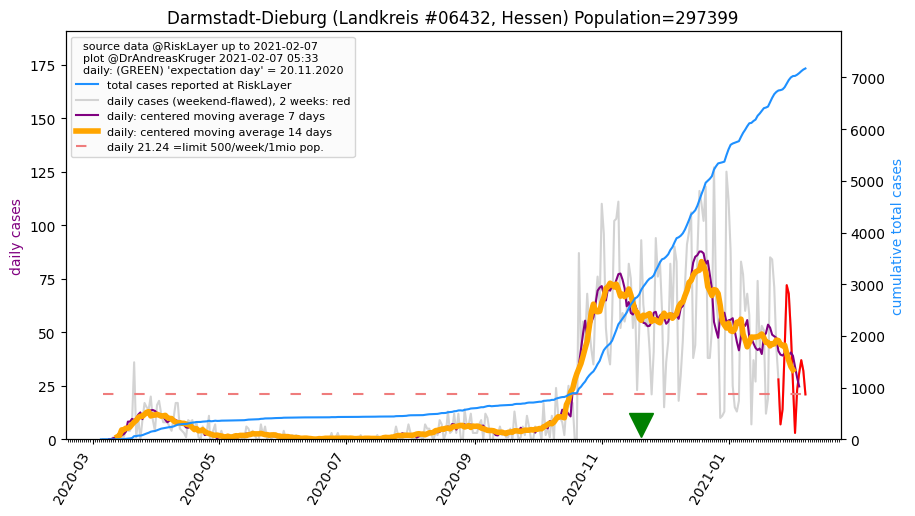 Darmstadt-Dieburg (Landkreis #06432, Hessen) Population=297399
source data @RiskLayer up to 2021-02-07
plot @DrAndreasKruger 2021-02-07 05:33
daily: (GREEN) 'expectation day' = 20.11.2020
total cases reported at RiskLayer
daily cases (weekend-flawed), 2 weeks: red
daily: centered moving average 7 days
daily: centered moving average 14 days
daily 21.24 =limit 500/week/1mio pop.
daily cases
175
150
125
100
75
50
25
0
cumulative total cases
7000
6000
5000
4000
3000
2000
1000
0
2020-03
2020-05
2020-07
2020-09
2020-11
2021-01